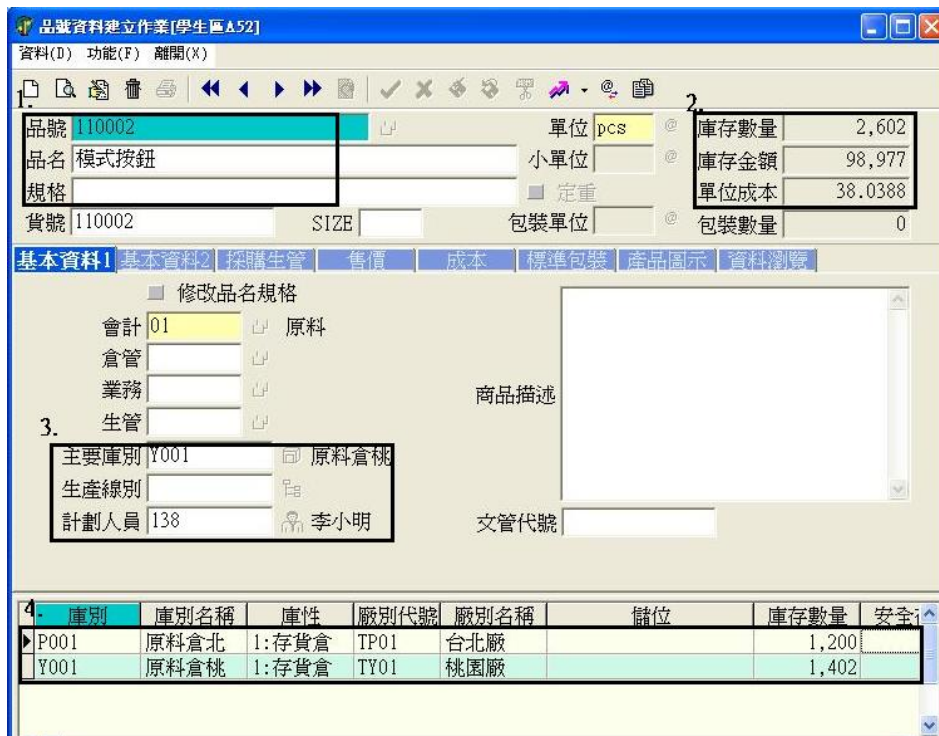 品號資料建立作業[學生區A52]
資料(D) 功能(F) 離開(X)
1.
2.
品號 110002 單位 pcs 庫存數量 2,602
品名 模式按鈕 小單位 庫存金額 98,977
規格 定重 單位成本 38.0388
貨號 110002 SIZE 包裝單位 包裝數量 0
基本資料1 基本資料2 採購生管 售價 成本 標準包裝 產品圖示 資料瀏覽
修改品名規格
會計 01 原料
倉管
業務 商品描述
生管
3.
主要庫別 Y001 原料倉桃
生產線別
計劃人員 138 李小明 文管代號
4.
庫別 庫別名稱 庫性 廠別代號 廠別名稱 儲位 庫存數量 安全
P001 原料倉北 1:存貨倉 TP01 台北廠 1,200
Y001 原料倉桃 1:存貨倉 TY01 桃園廠 1,402